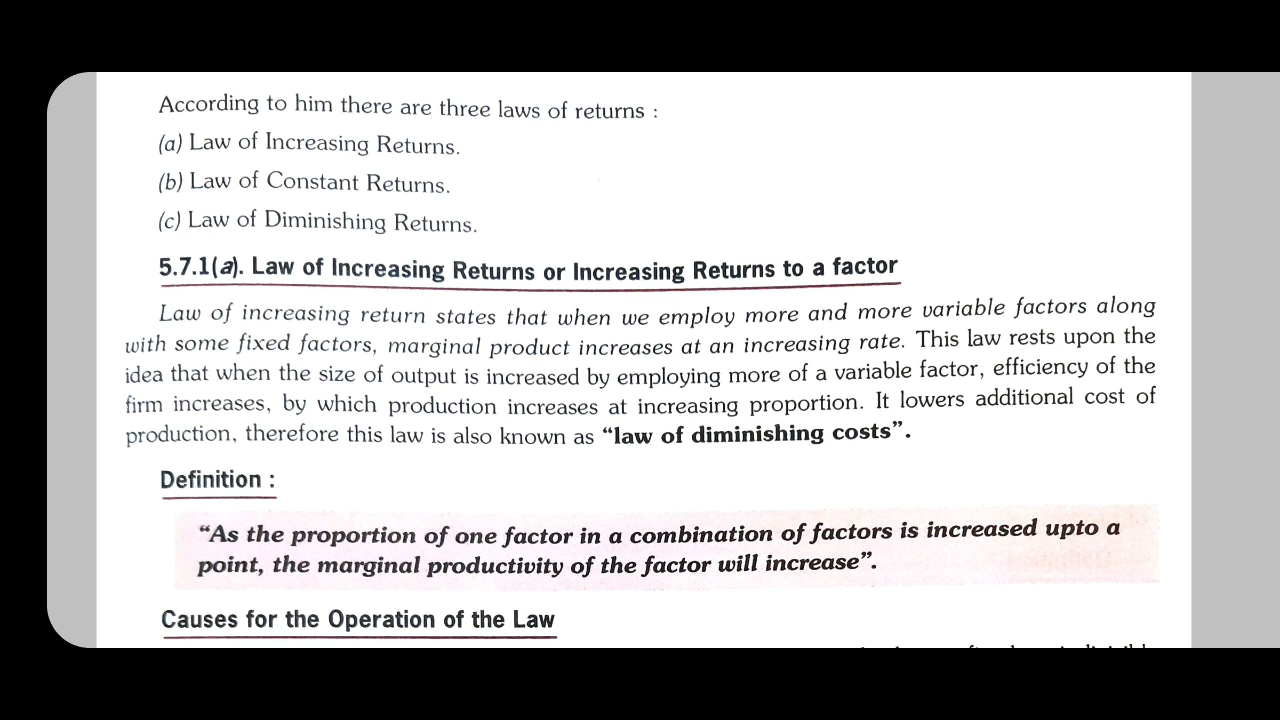 According to him there are three laws of returns :
(a) Law of Increasing Returns.
(b) Law of Constant Returns.
(c) Law of Diminishing Returns.
5.7.1(a). Law of Increasing Returns or Increasing Returns to a factor
Law of increasing return states that when we employ more and more variable factors along
with some fixed factors, marginal product increases at an increasing rate. This law rests upon the
idea that when the size of output is increased by employing more of a variable factor, efficiency of the
firm increases, by which production increases at increasing proportion. It lowers additional cost of
production, therefore this law is also known as “law of diminishing costs”.
Definition :
“As the proportion of one factor in a combination of factors is increased upto a
point, the marginal productivity of the factor will increase”.
Causes for the Operation of the Law